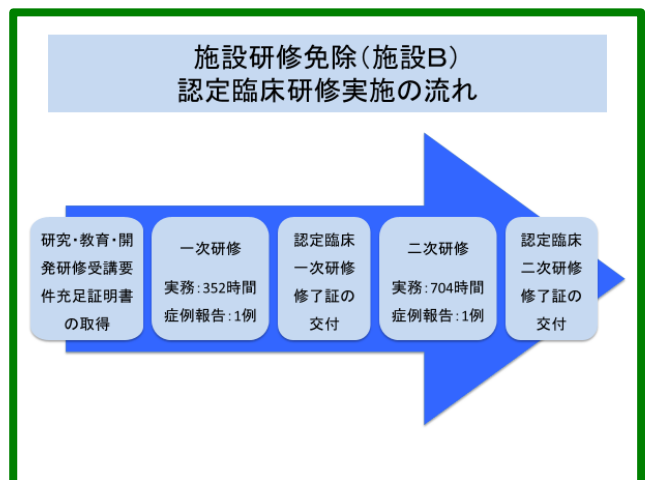 施設研修免除（施設Ｂ）
認定臨床研修実施の流れ
研究・教育・開
発研修受講要
件充足証明書
の取得
一次研修
実務：352時間
症例報告：1例
認定臨床
一次研修
修了証の
交付
二次研修
実務：704時間
症例報告：1例
認定臨床
二次研修
修了証の
交付